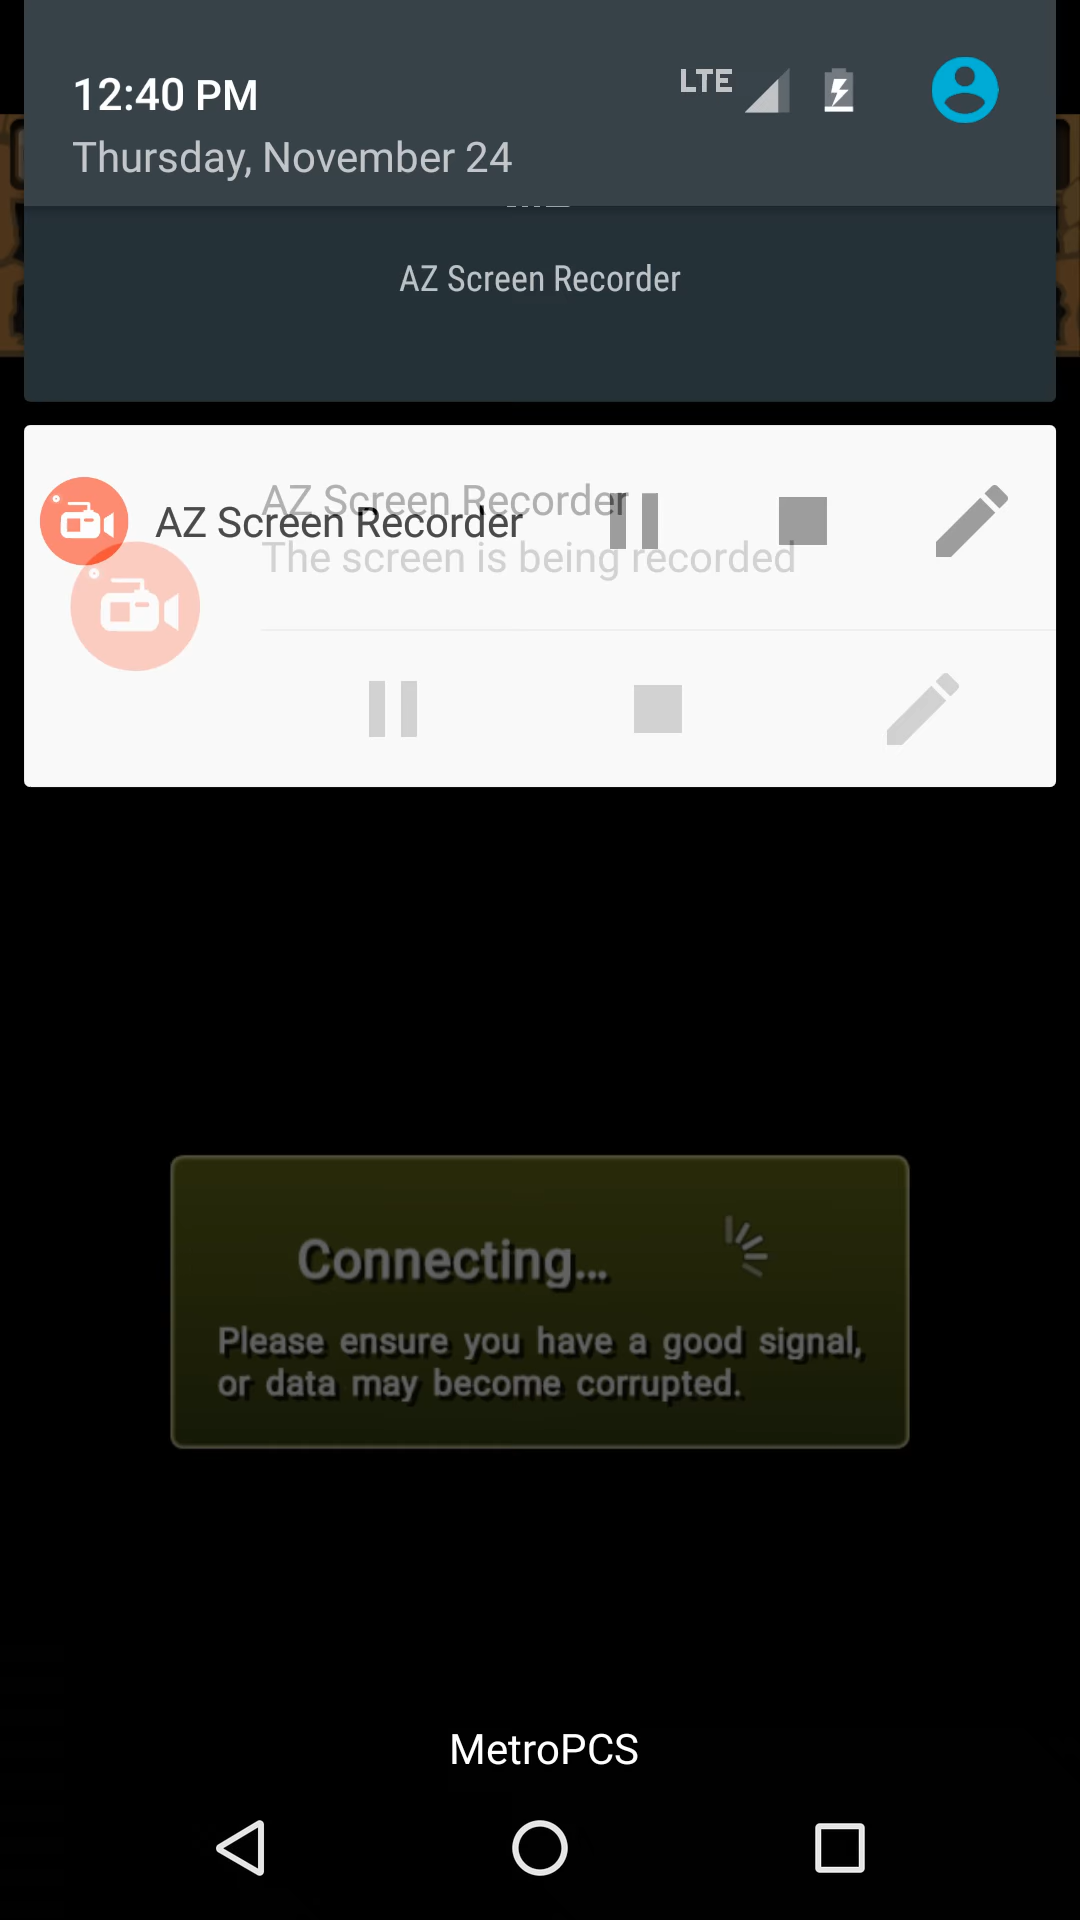 12:40 PM
LTE
Thursday, November 24
AZ Screen Recorder
AZ Screen Recorder
AZ Screen Recorder
The screen is being recorded
Connecting...
Please ensure you have a good signal,
or data may become corrupted.
MetroPCS